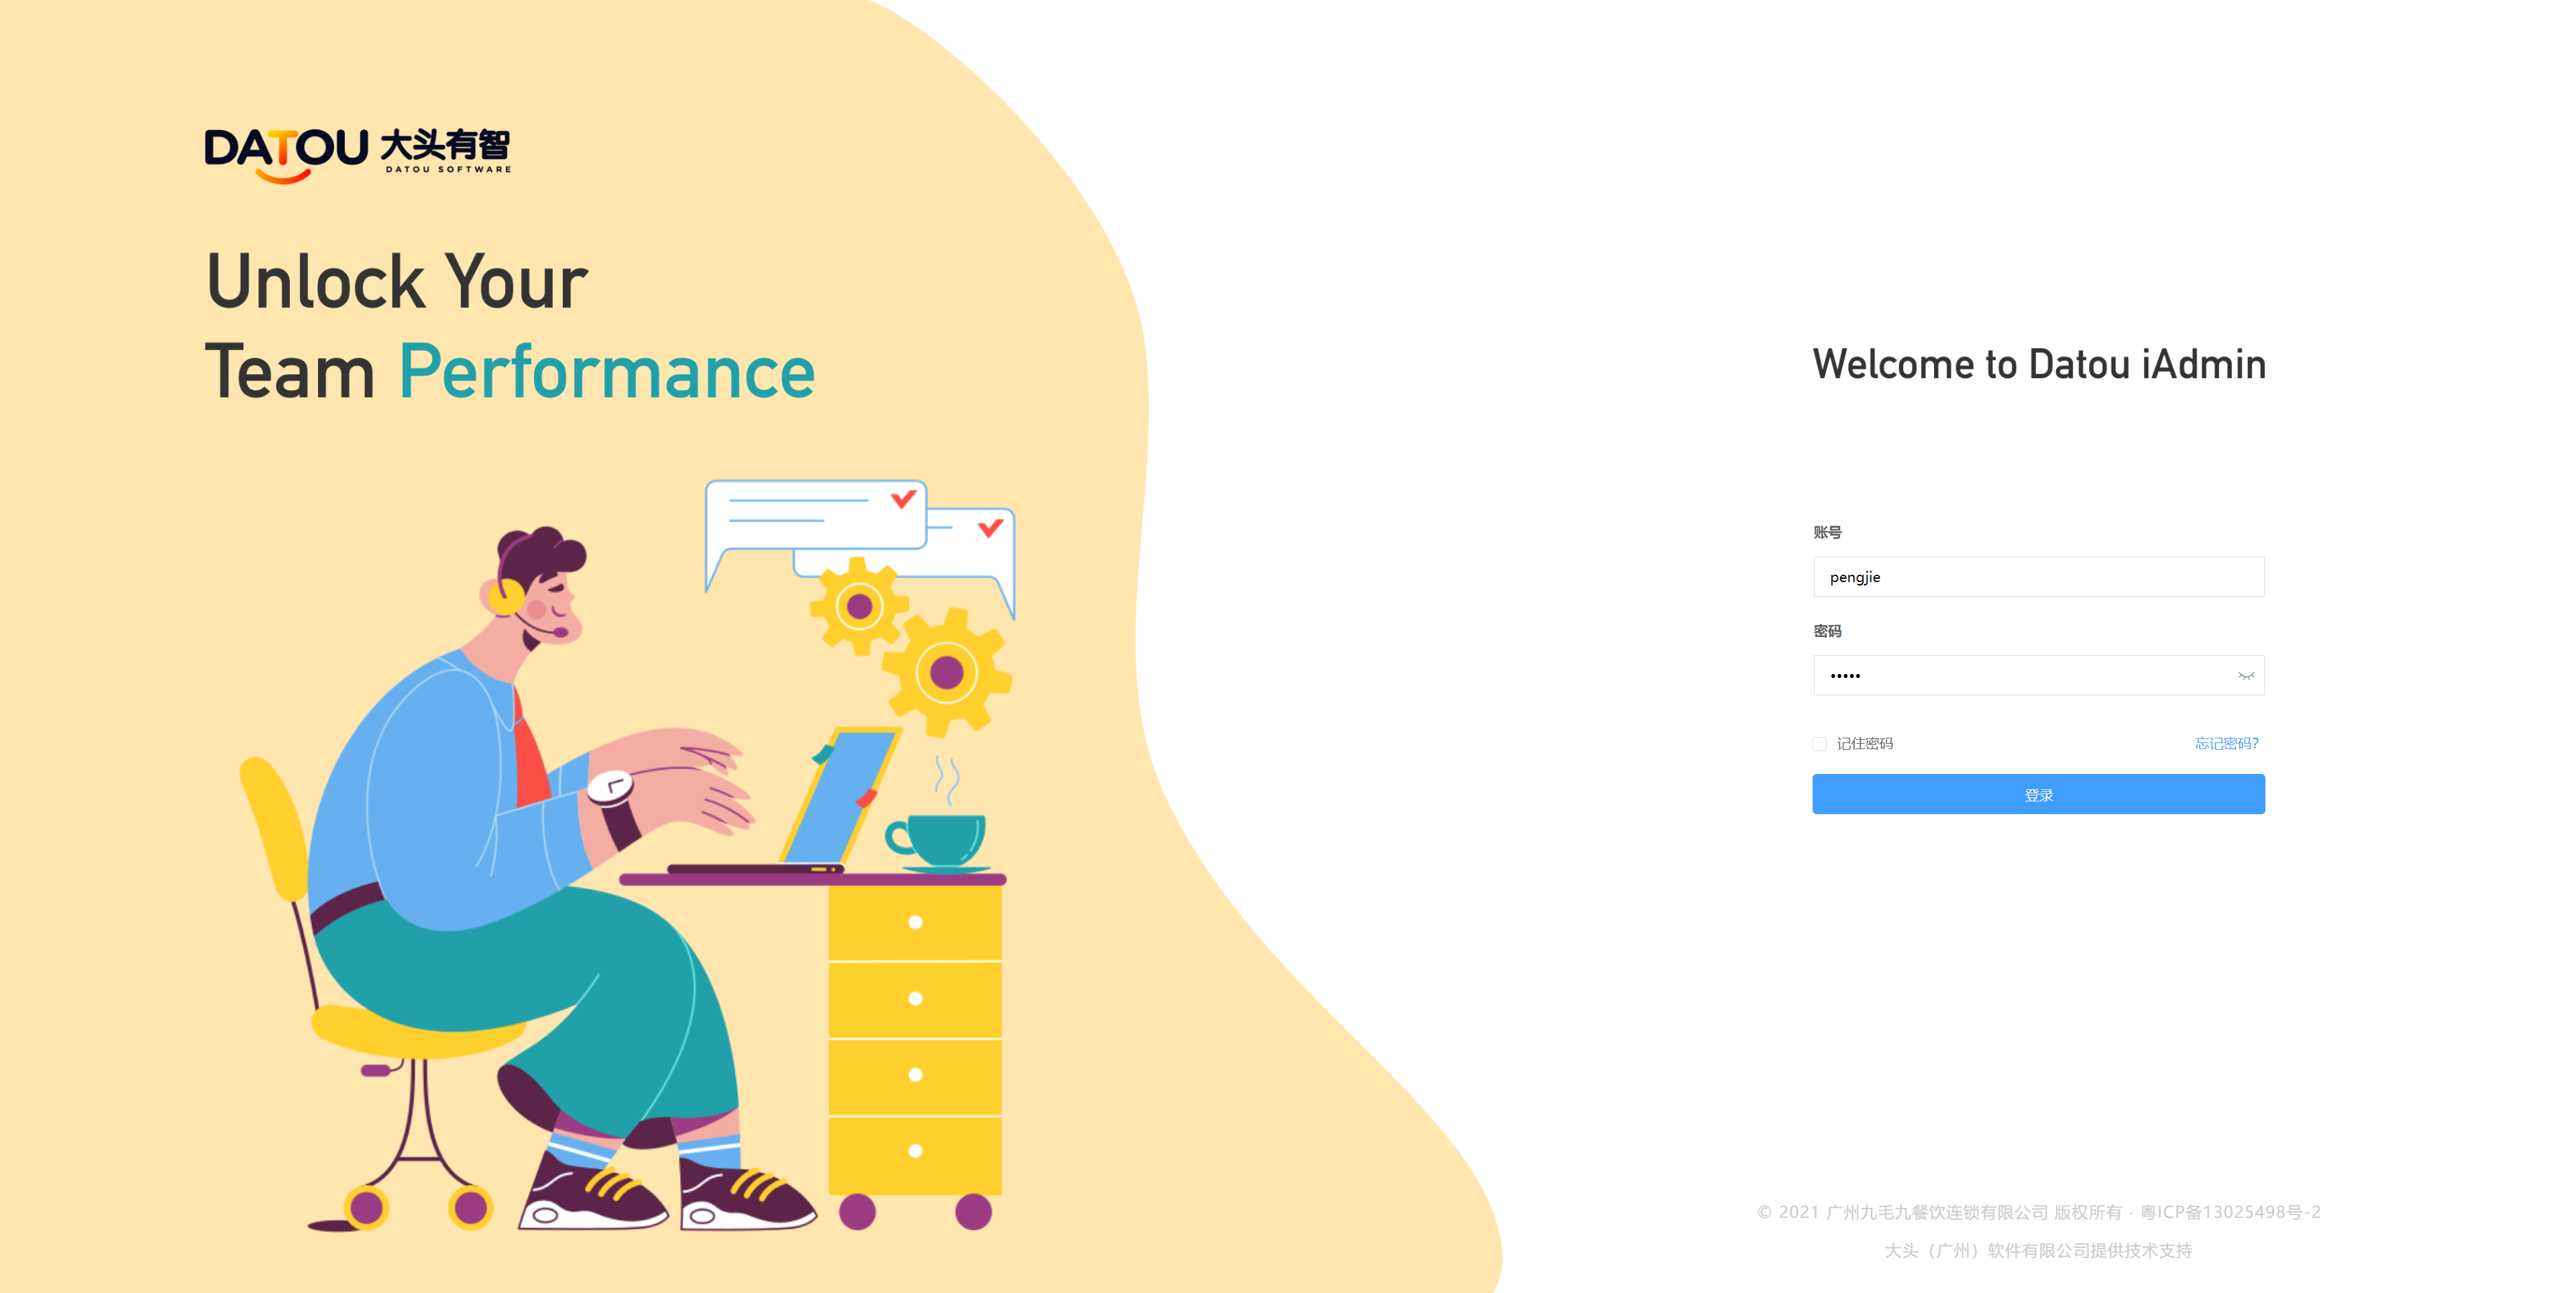 DATOU 大头有智
DATOU SOFTWARE
Unlock Your
Team Performance
Welcome to Datou iAdmin
账号
pengjie
密码
•••••
记住密码 忘记密码?
登录
© 2021 广州九毛九餐饮连锁有限公司 版权所有 · 粤ICP备13025498号-2
大头（广州）软件有限公司提供技术支持